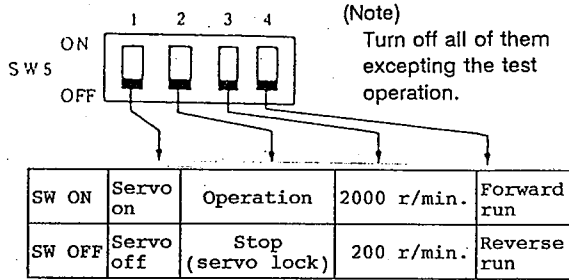 1 2 3 4
(Note)
ON
Turn off all of them
SW5
excepting the test
OFF
operation.
SW ON Servo on Operation 2000 r/min. Forward run
SW OFF Servo off Stop (servo lock) 200 r/min. Reverse run